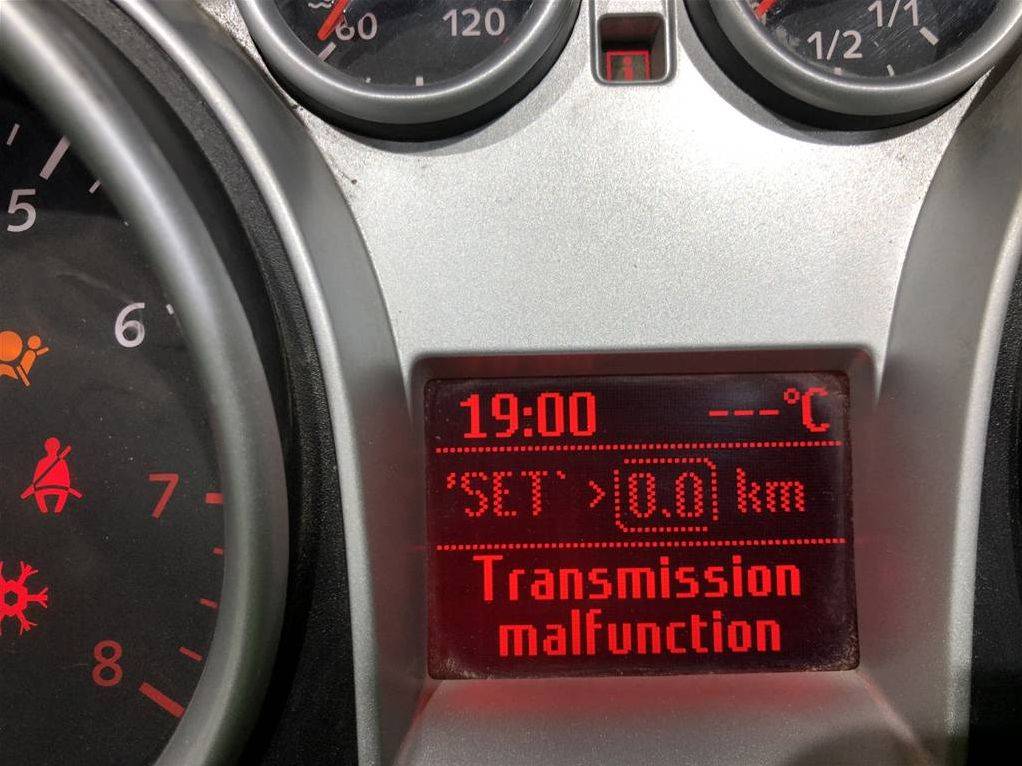 60 120
1/2 1/1
5
6
7
8
19:00 ---°C
'SET` >0.0 km
Transmission
malfunction